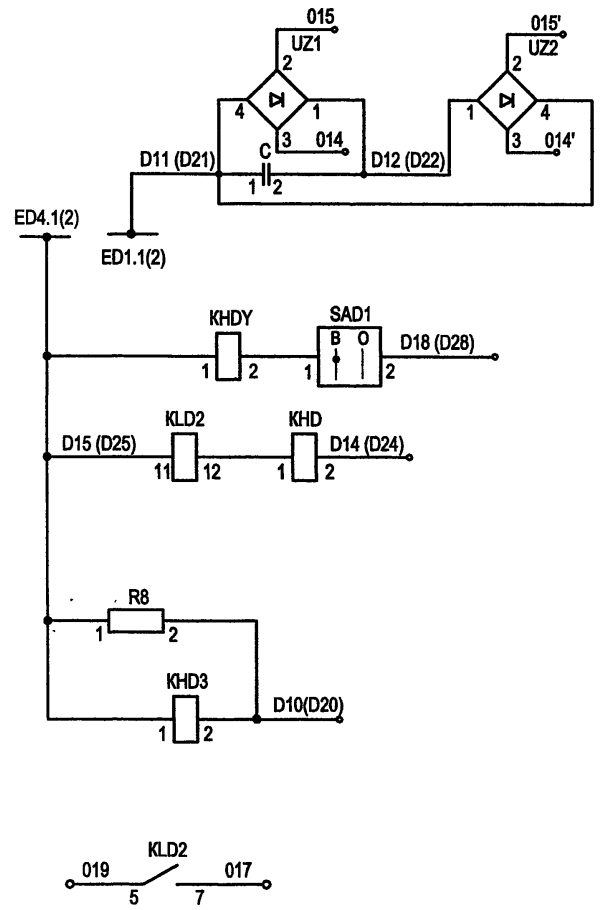 015
UZ1
2
4
1
3
014
015'
UZ2
2
1
4
3
014'
D11 (D21)
C
1
2
D12 (D22)
ED4.1(2)
ED1.1(2)
KHDY
1
2
SAD1
В О
1
2
D18 (D28)
D15 (D25)
KLD2
11
12
KHD
1
2
D14 (D24)
R8
1
2
KHD3
1
2
D10(D20)
KLD2
019
5
7
017